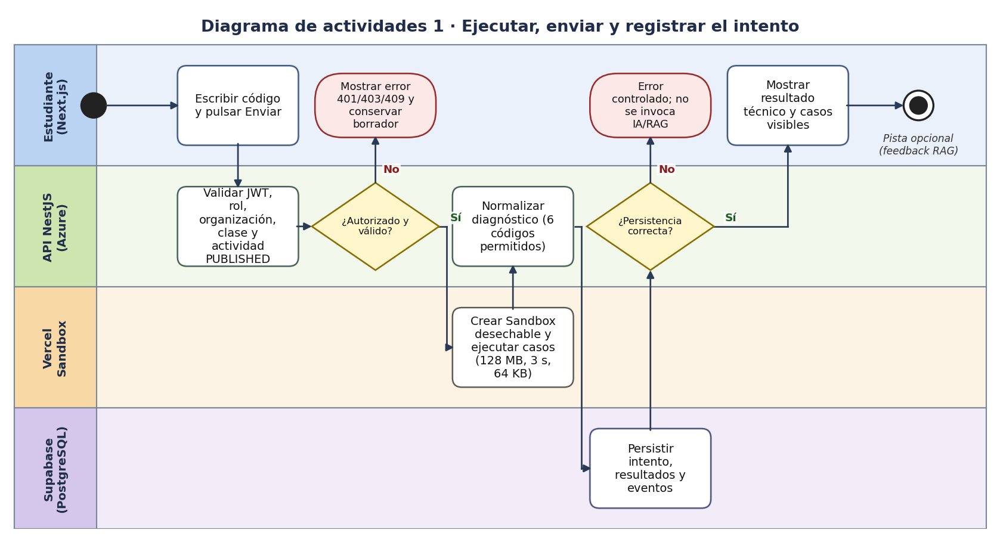 Diagrama de actividades 1 · Ejecutar, enviar y registrar el intento
Estudiante
(Next.js)
Escribir código
y pulsar Enviar
Mostrar error
401/403/409 y
conservar
borrador
Error
controlado; no
se invoca
IA/RAG
Mostrar
resultado
técnico y casos
visibles
Pista opcional
(feedback RAG)
No
No
API NestJS
(Azure)
Validar JWT,
rol,
organización,
clase y
actividad
PUBLISHED
¿Autorizado y
válido?
Sí
Normalizar
diagnóstico (6
códigos
permitidos)
¿Persistencia
correcta?
Sí
Vercel
Sandbox
Crear Sandbox
desechable y
ejecutar casos
(128 MB, 3 s,
64 KB)
Supabase
(PostgreSQL)
Persistir
intento,
resultados y
eventos